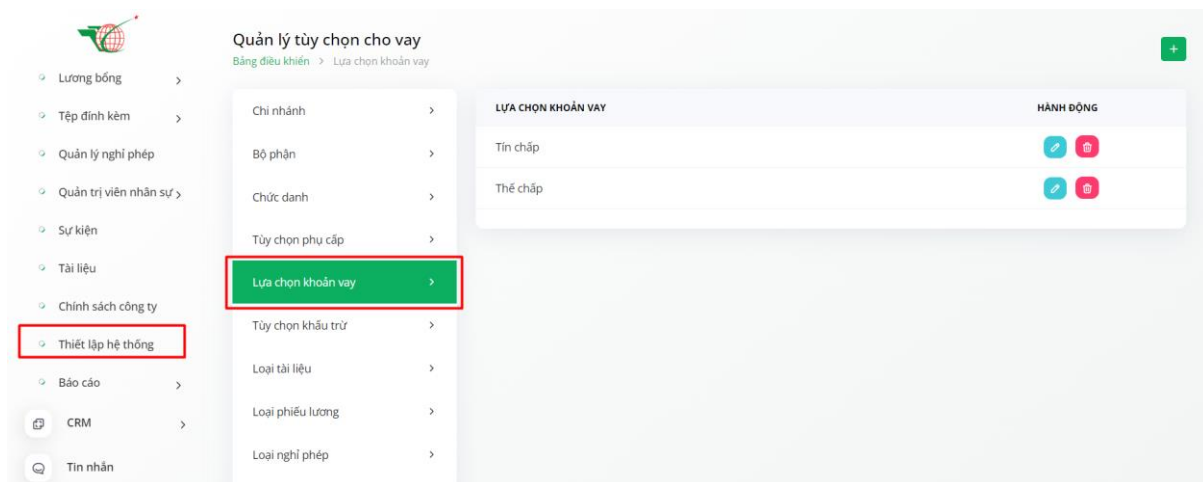 Quản lý tùy chọn cho vay
Bảng điều khiển > Lựa chọn khoản vay
+
Lương bổng
Tệp đính kèm
Quản lý nghỉ phép
Quản trị viên nhân sự
Sự kiện
Tài liệu
Chính sách công ty
Thiết lập hệ thống
Báo cáo
CRM
Tin nhắn
Chi nhánh
Bộ phận
Chức danh
Tùy chọn phụ cấp
Lựa chọn khoản vay
Tùy chọn khấu trừ
Loại tài liệu
Loại phiếu lương
Loại nghỉ phép
LỰA CHỌN KHOẢN VAY HÀNH ĐỘNG
Tín chấp
Thế chấp